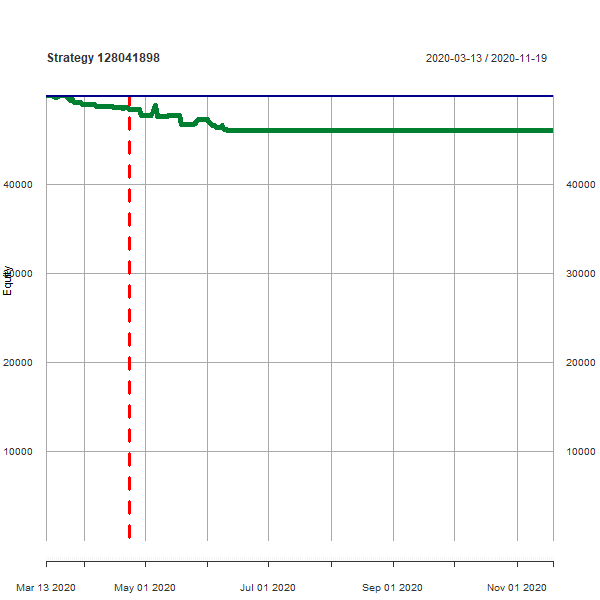 Strategy 128041898
2020-03-13 / 2020-11-19
40000
40000
Equity
30000
30000
20000
20000
10000
10000
Mar 13 2020
May 01 2020
Jul 01 2020
Sep 01 2020
Nov 01 2020